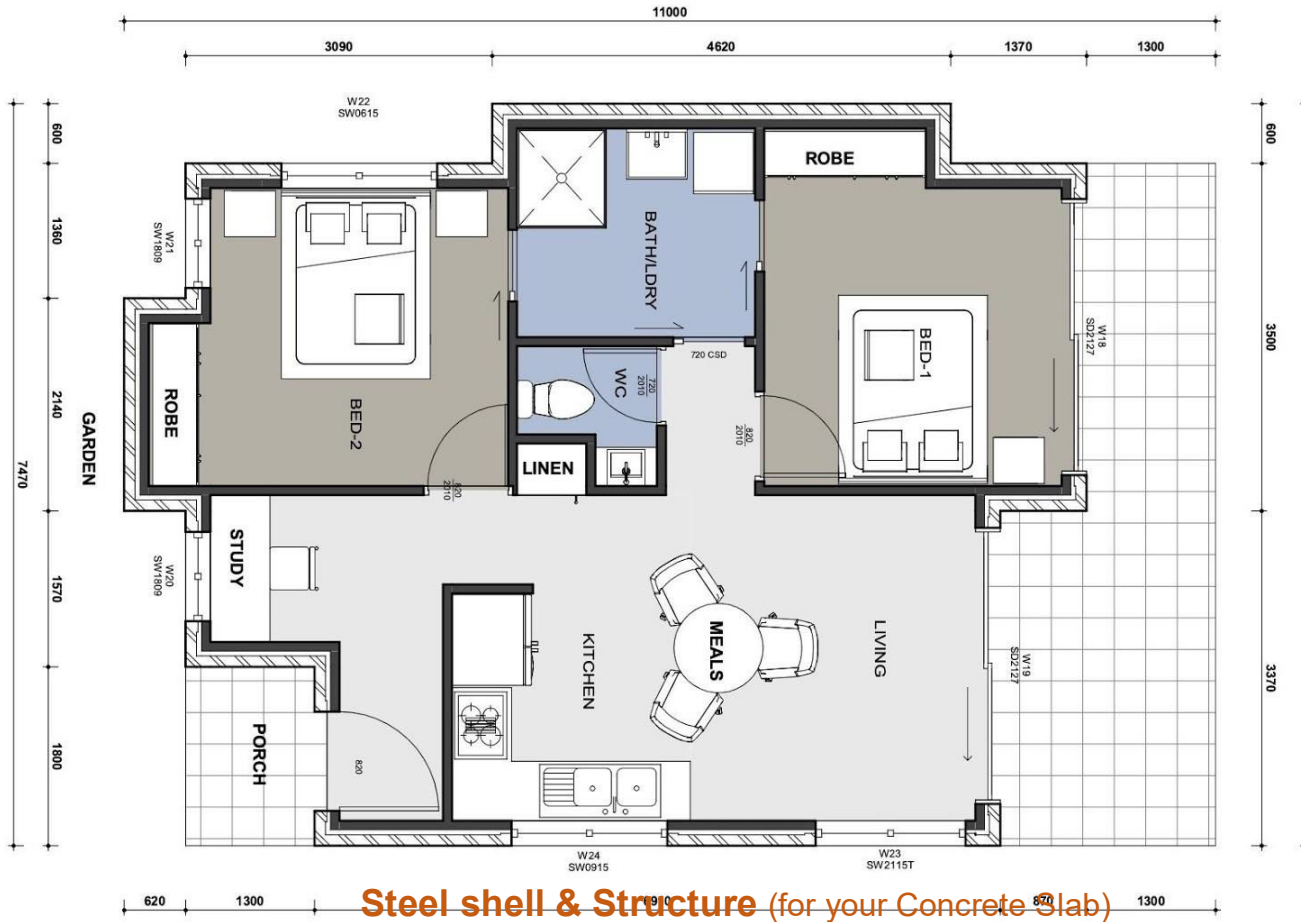 11000
3090
4620
1370
1300
W22
SW0615
600
600
ROBE
1360
W21
SW1809
BATH/LDRY
BED-1
W18
SD2127
3500
720 CSD
WC
720
2010
820
2010
ROBE
BED-2
2140
GARDEN
7470
LINEN
820
2010
STUDY
W20
SW1809
1570
KITCHEN
MEALS
LIVING
W19
SD2127
3370
PORCH
820
1800
W24
SW0915
W23
SW2115T
620
1300
870
1300
Steel shell & Structure (for your Concrete Slab)